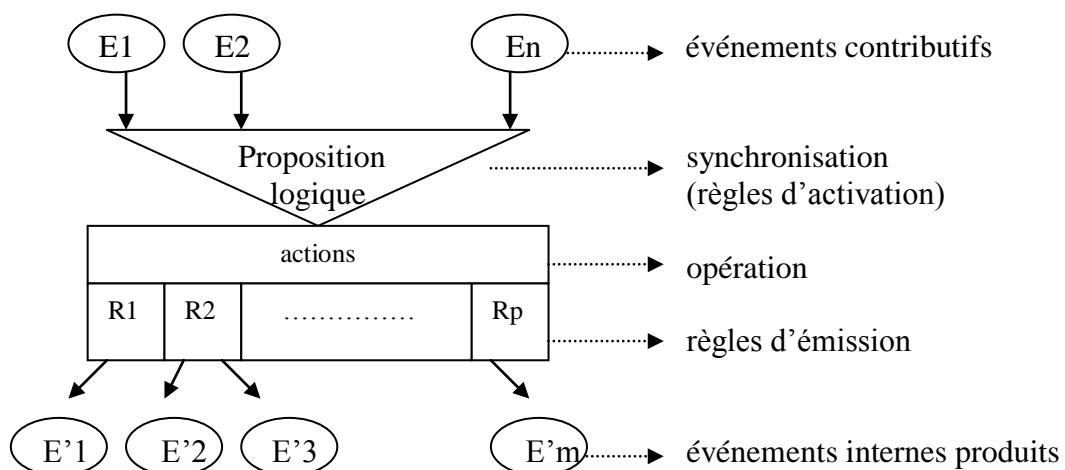 E1 E2 En événements contributifs
Proposition
logique
synchronisation
(règles d’activation)
actions
opération
R1 R2 …………… Rp
règles d’émission
E’1 E’2 E’3 E’m événements internes produits